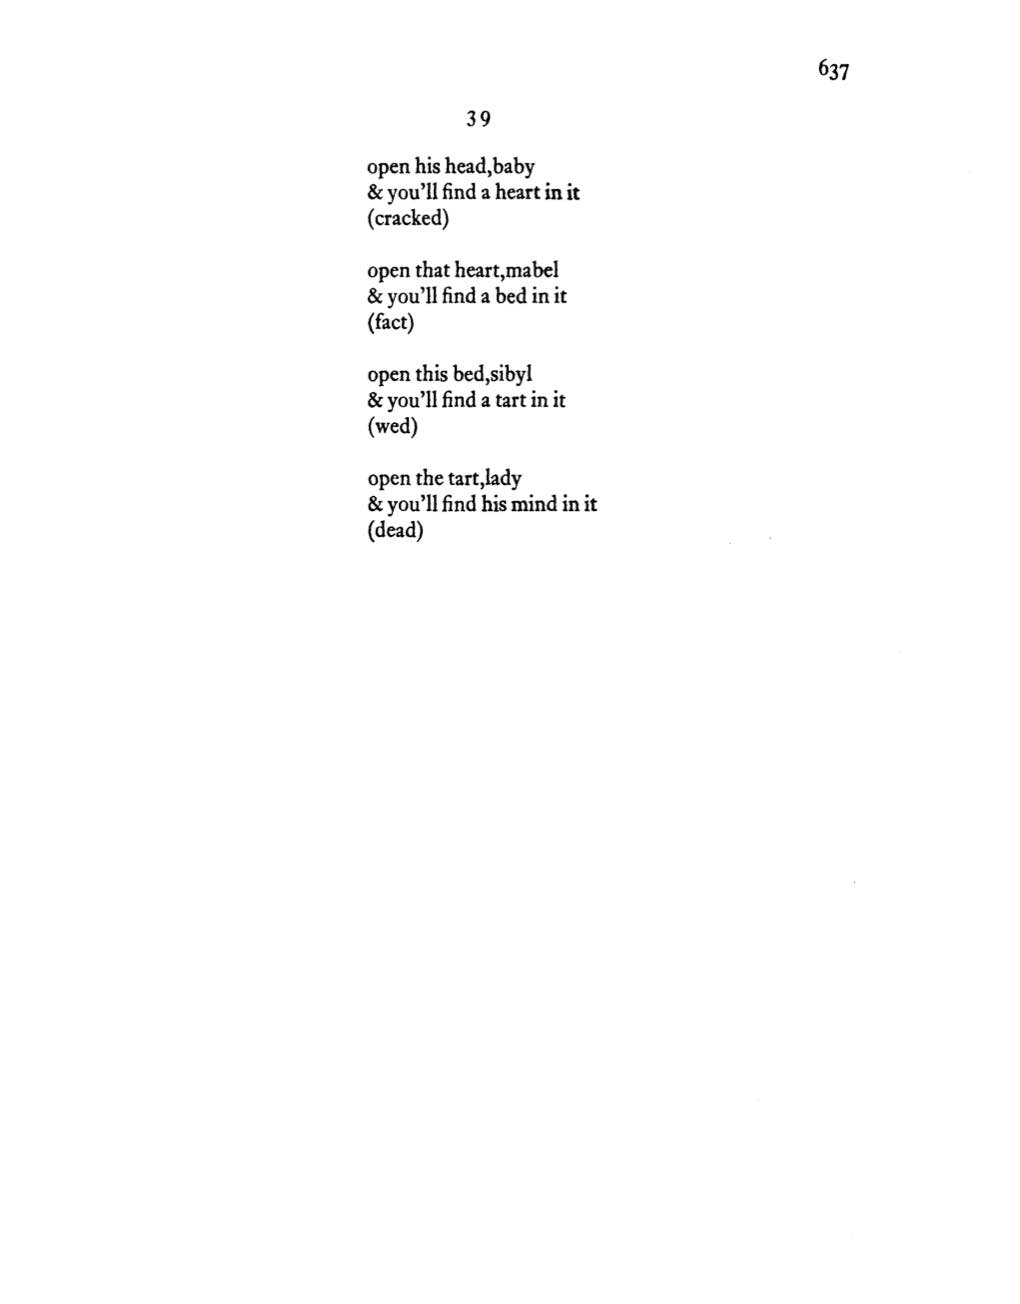 637
39
open his head,baby
& you'll find a heart in it
(cracked)
open that heart,mabel
& you'll find a bed in it
(fact)
open this bed,sibyl
& you'll find a tart in it
(wed)
open the tart,lady
& you'll find his mind in it
(dead)